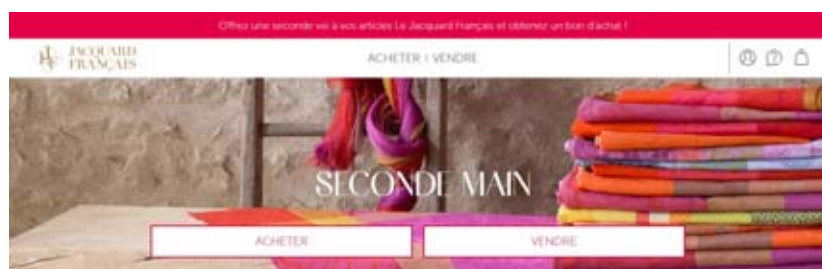 Offrez une seconde vie à vos articles Le Jacquard Français et obtenez un bon d'achat !
JACQUARD
FRANÇAIS
ACHETER | VENDRE
SECONDE MAIN
ACHETER
VENDRE